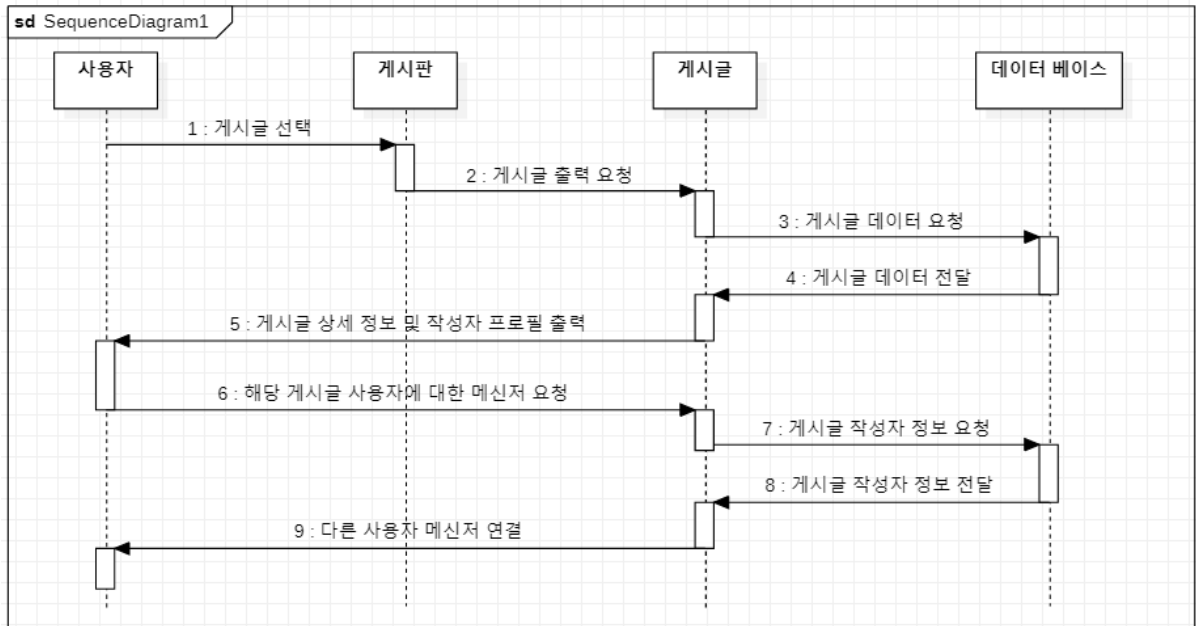 sd SequenceDiagram1
사용자
게시판
게시글
데이터 베이스
1 : 게시글 선택
2 : 게시글 출력 요청
3 : 게시글 데이터 요청
4 : 게시글 데이터 전달
5 : 게시글 상세 정보 및 작성자 프로필 출력
6 : 해당 게시글 사용자에 대한 메신저 요청
7 : 게시글 작성자 정보 요청
8 : 게시글 작성자 정보 전달
9 : 다른 사용자 메신저 연결